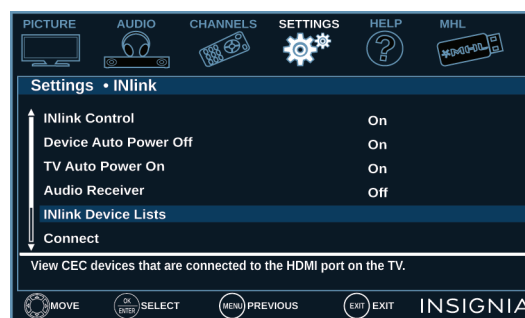 PICTURE AUDIO CHANNELS SETTINGS HELP MHL
MHL
Settings • INlink
INlink Control On
Device Auto Power Off On
TV Auto Power On On
Audio Receiver Off
INlink Device Lists
Connect
View CEC devices that are connected to the HDMI port on the TV.
MOVE OK ENTER SELECT MENU PREVIOUS EXIT EXIT INSIGNIA